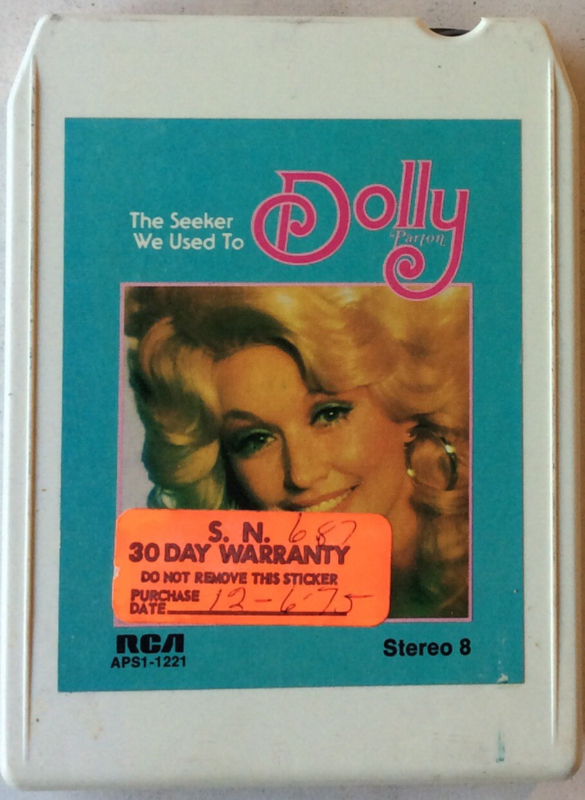 The Seeker
We Used To
Dolly
Parton
S. N. 687
30 DAY WARRANTY
DO NOT REMOVE THIS STICKER
PURCHASE
DATE 12-6-75
RCA
APS1-1221
Stereo 8